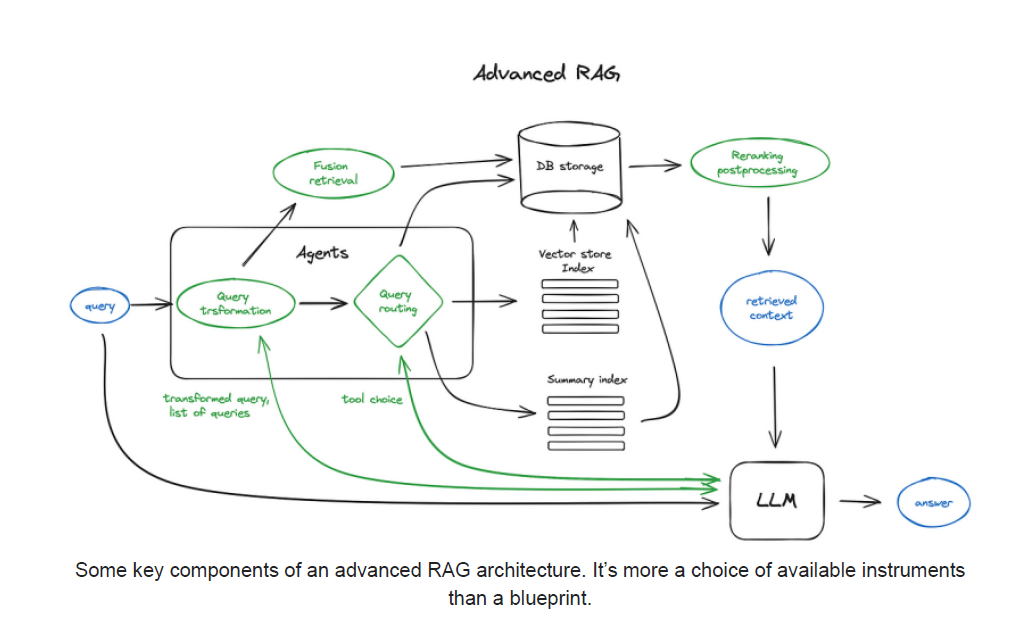 Advanced RAG
Fusion
retrieval
DB storage
Reranking
postprocessing
Agents
Vector store
Index
query
Query
trsformation
Query
routing
retrieved
context
Summary index
transformed query,
list of queries
tool choice
LLM
answer
Some key components of an advanced RAG architecture. It’s more a choice of available instruments
than a blueprint.